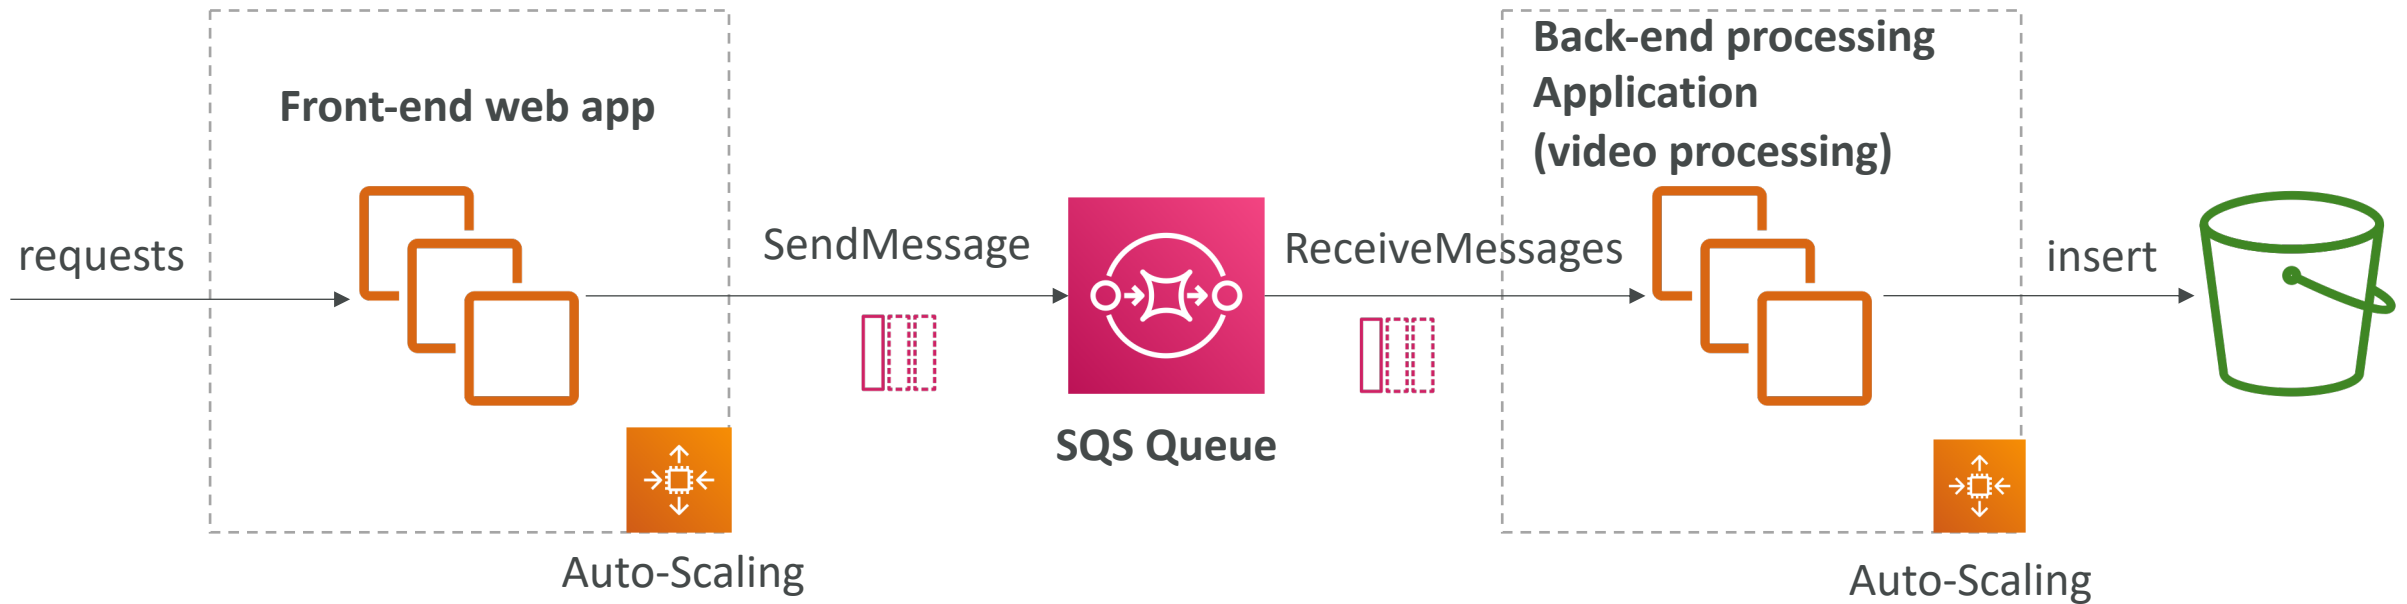 requests
Front-end web app
Auto-Scaling
SendMessage
SQS Queue
ReceiveMessages
Back-end processing
Application
(video processing)
Auto-Scaling
insert